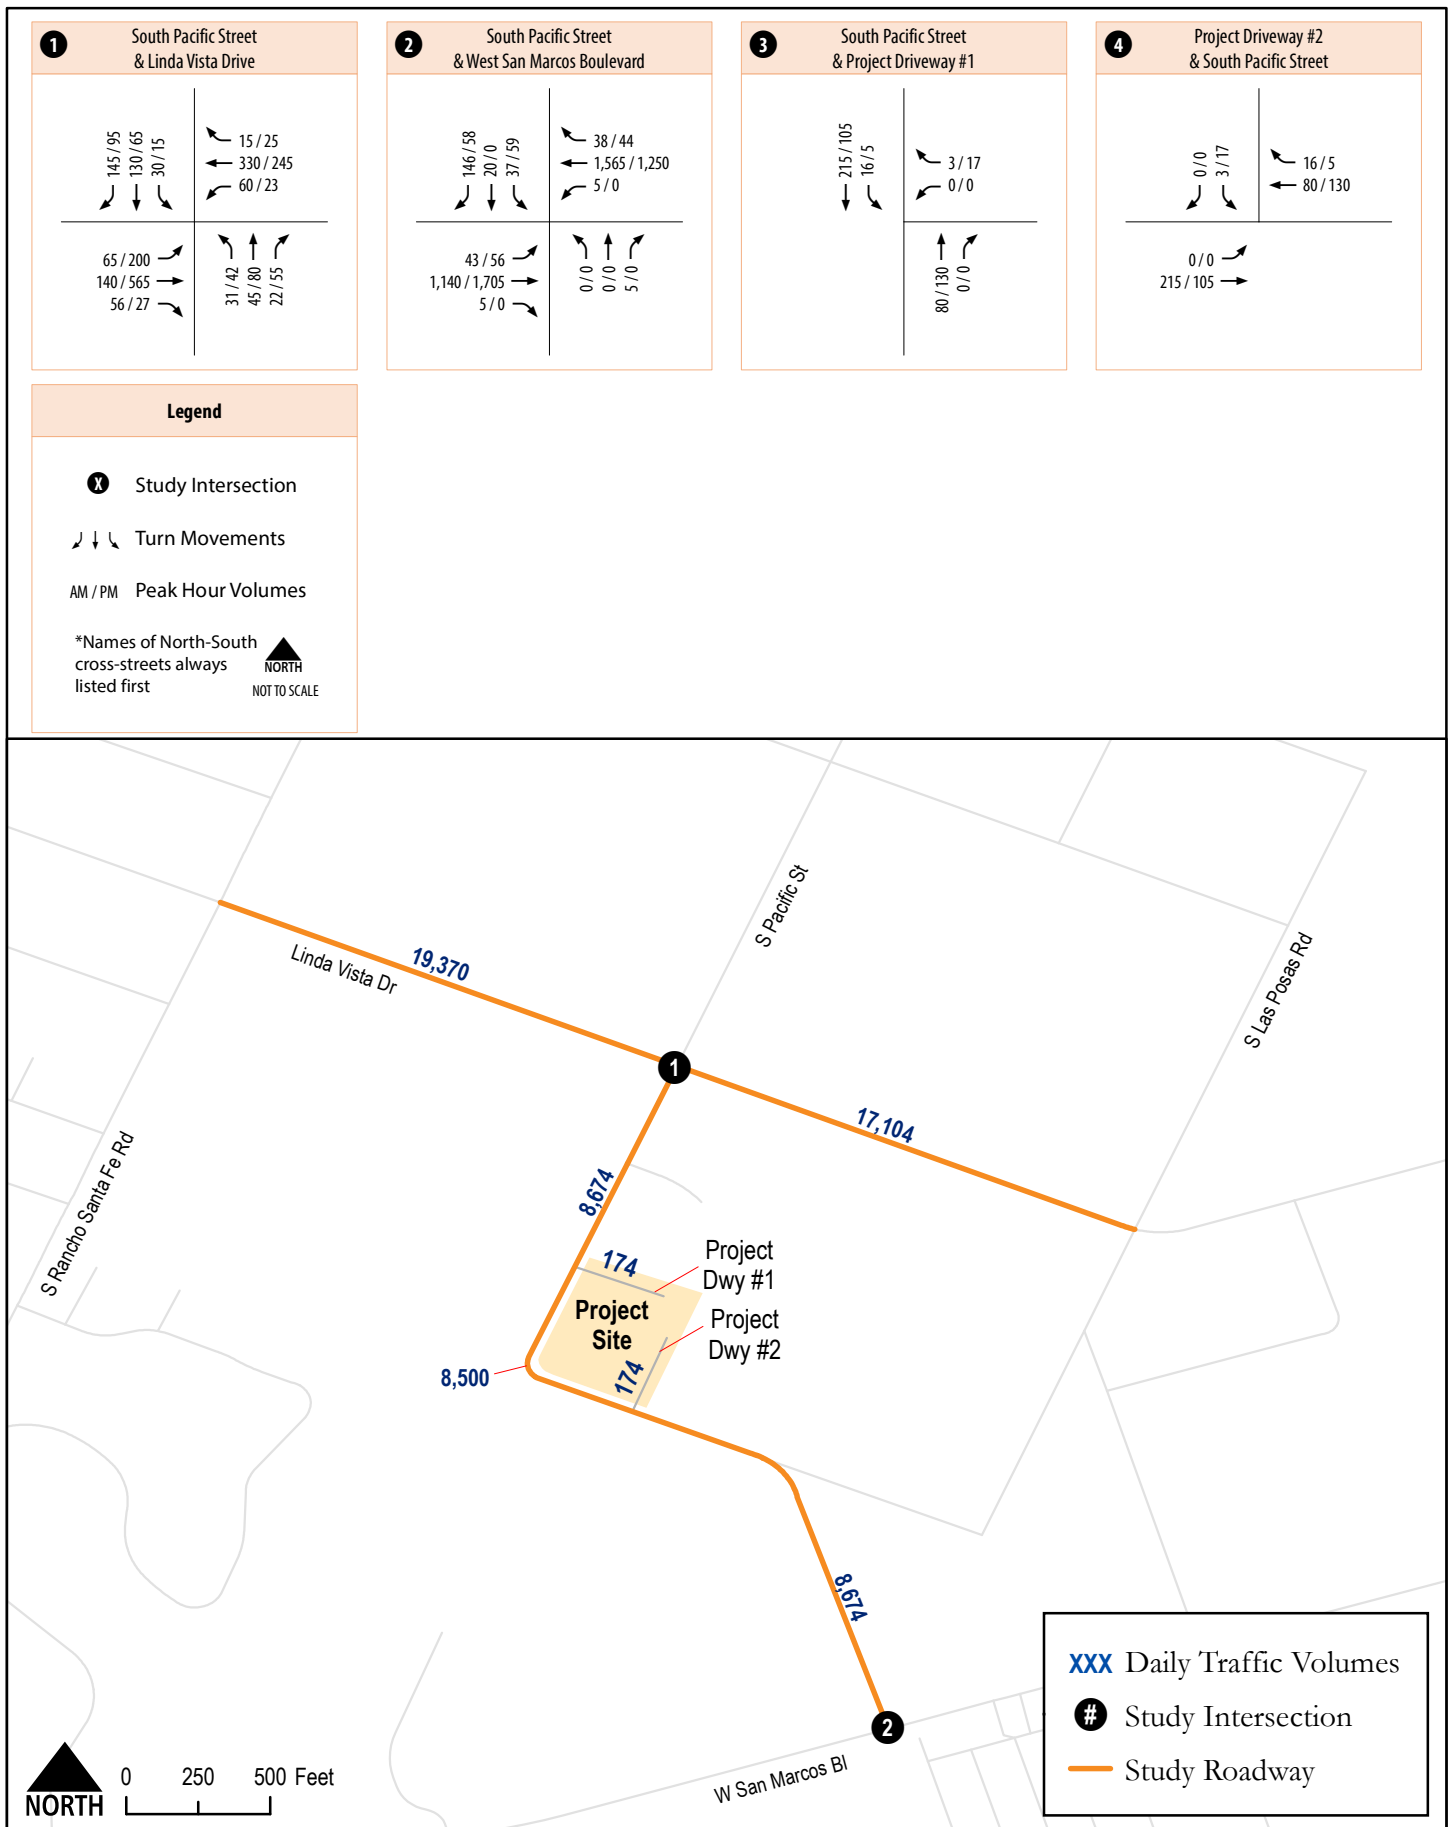 1
South Pacific Street
& Linda Vista Drive
145 / 95
130 / 65
30 / 15
15 / 25
330 / 245
60 / 23
65 / 200
140 / 565
56 / 27
31 / 42
45 / 80
22 / 55
2
South Pacific Street
& West San Marcos Boulevard
146 / 58
20 / 0
37 / 59
38 / 44
1,565 / 1,250
5 / 0
43 / 56
1,140 / 1,705
5 / 0
0 / 0
0 / 0
5 / 0
3
South Pacific Street
& Project Driveway #1
215 / 105
16 / 5
3 / 17
0 / 0
80 / 130
0 / 0
4
Project Driveway #2
& South Pacific Street
0 / 0
3 / 17
16 / 5
80 / 130
0 / 0
215 / 105
Legend
X Study Intersection
Turn Movements
AM / PM Peak Hour Volumes
*Names of North-South
cross-streets always
listed first
NORTH
NOT TO SCALE
S Pacific St
Linda Vista Dr
19,370
S Las Posas Rd
1
17,104
S Rancho Santa Fe Rd
8,674
174
Project
Dwy #1
Project
Site
Project
Dwy #2
174
8,500
8,674
2
W San Marcos Bl
NORTH
0 250 500 Feet
XXX Daily Traffic Volumes
# Study Intersection
Study Roadway